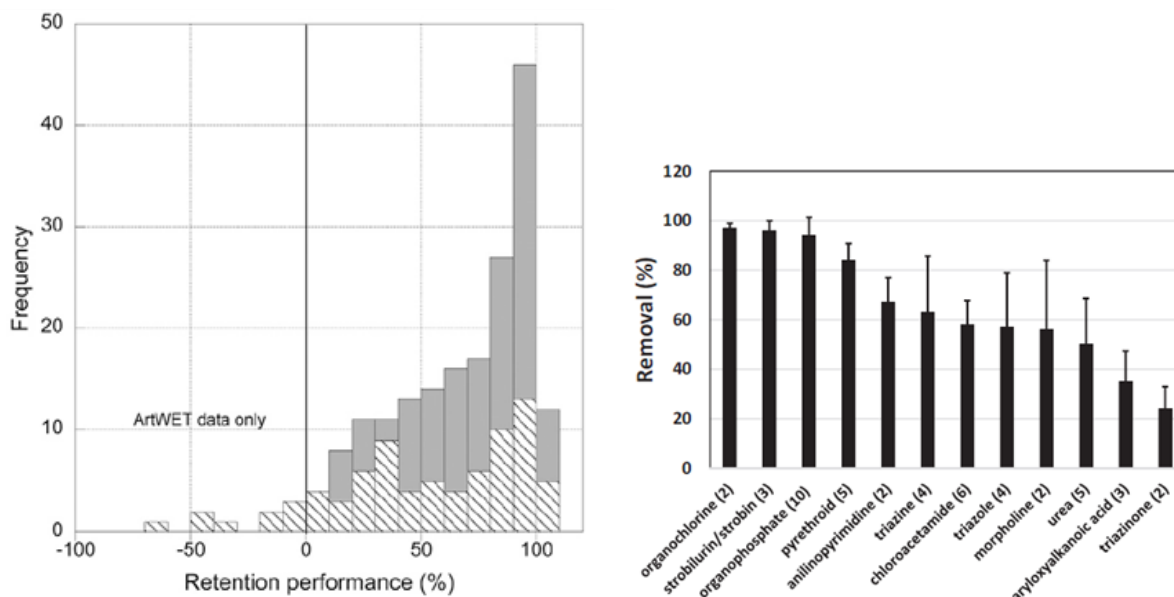 50
40
30
20
10
0
Frequency
ArtWET data only
-100
-50
0
50
100
Retention performance (%)
120
100
80
60
40
20
0
Removal (%)
organochlorine (2)
strobilurun/strobin (3)
organophosphate (10)
pyrethroid (5)
anilinopyrimidine (2)
triazine (4)
chloroacetamide (6)
triazole (4)
morpholine (2)
urea (5)
aryloxyalkanoic acid (3)
triazinone (2)